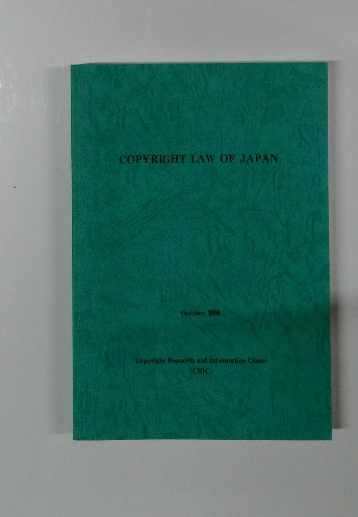 COPYRIGHT LAW OF JAPAN
October,
Copyright Research and Information Center
(CRIC)